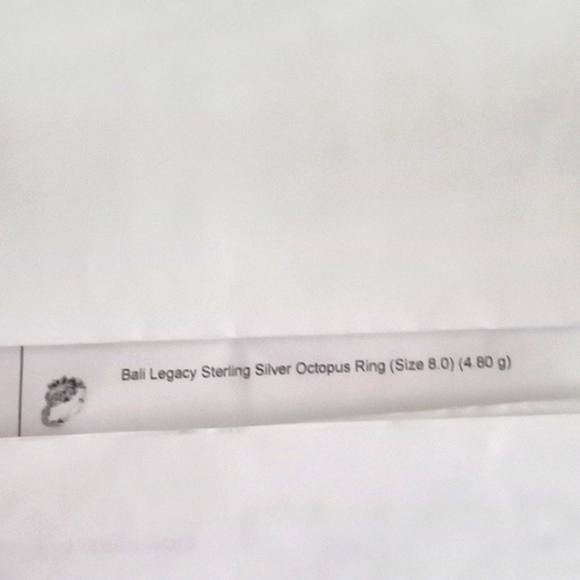 Bali Legacy Sterling Silver Octopus Ring (Size 8.0) (4.80 g)